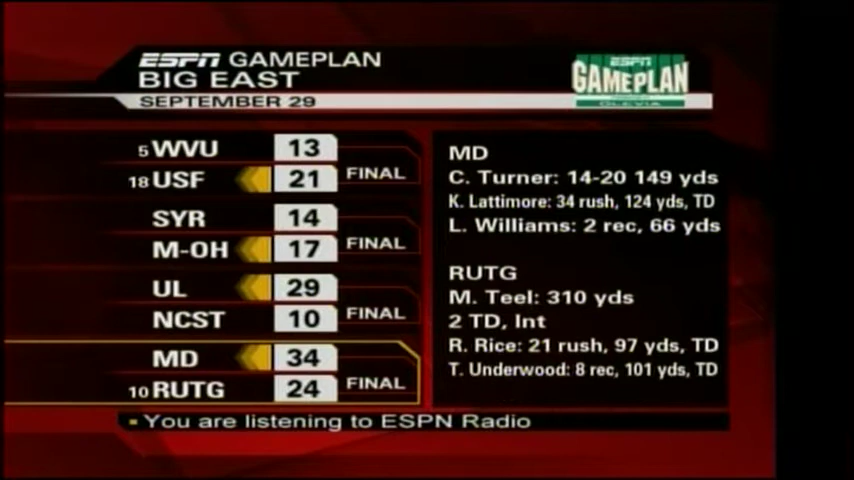 ESPN GAMEPLAN
BIG EAST
SEPTEMBER 29
ESPN
GAMEPLAN
OLEVIA
5 WVU 13
18 USF 21
FINAL
SYR 14
M-OH 17
FINAL
UL 29
NCST 10
FINAL
MD 34
10 RUTG 24
FINAL
MD
C. Turner: 14-20 149 yds
K. Lattimore: 34 rush, 124 yds, TD
L. Williams: 2 rec, 66 yds
RUTG
M. Teel: 310 yds
2 TD, Int
R. Rice: 21 rush, 97 yds, TD
T. Underwood: 8 rec, 101 yds, TD
You are listening to ESPN Radio